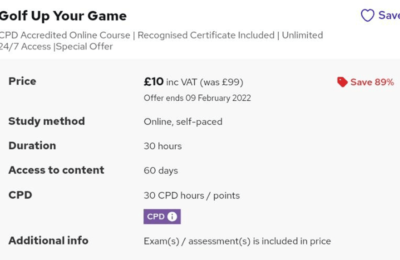 Golf Up Your Game
Save
CPD Accredited Online Course | Recognised Certificate Included | Unlimited
24/7 Access |Special Offer
Price
£10 inc VAT (was £99)
Save 89%
Offer ends 09 February 2022
Study method
Online, self-paced
Duration
30 hours
Access to content
60 days
CPD
30 CPD hours / points
CPD i
Additional info
Exam(s) / assessment(s) is included in price